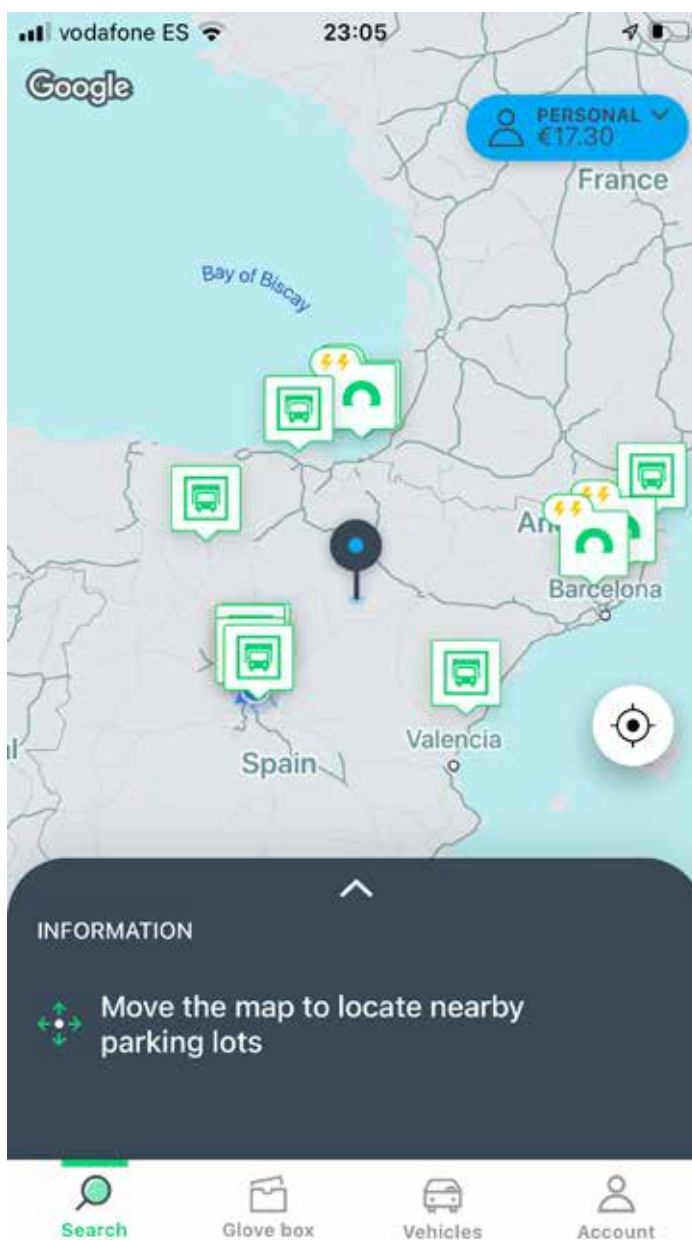 vodafone ES
23:05
Google
PERSONAL
€17.30
France
Bay of Biscay
Barcelona
Valencia
Spain
INFORMATION
Move the map to locate nearby
parking lots
Search
Glove box
Vehicles
Account